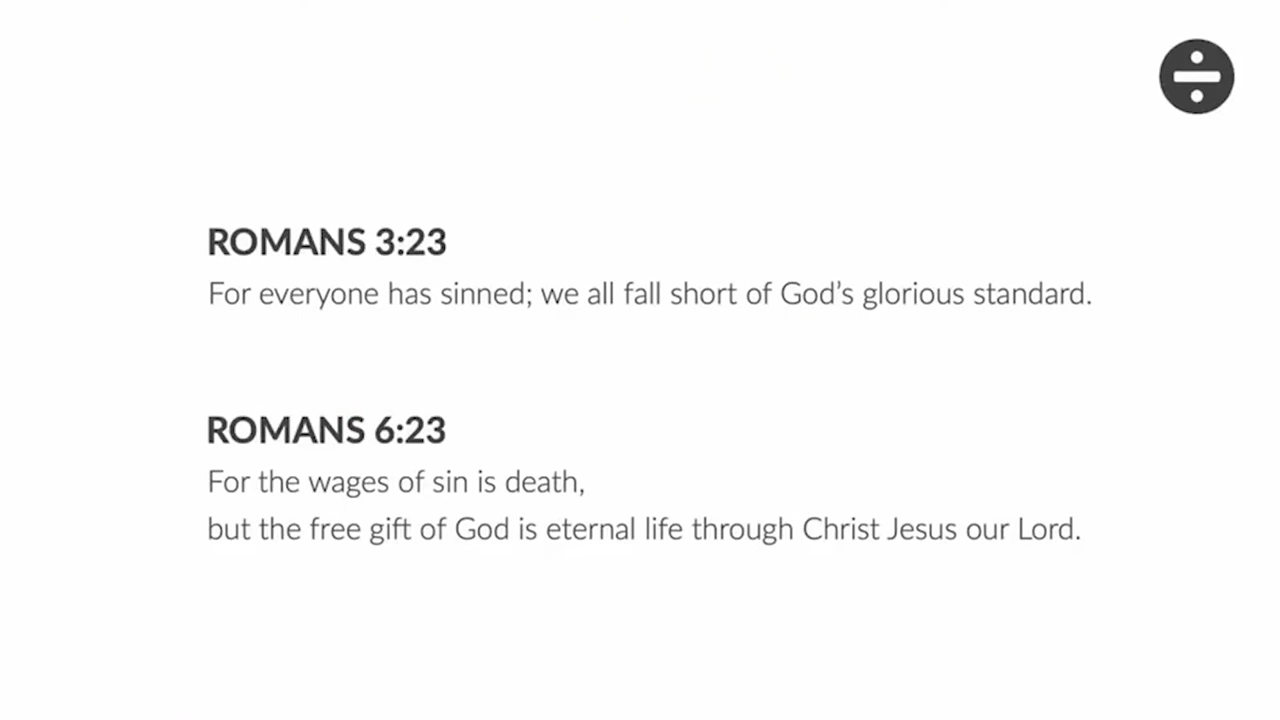 ROMANS 3:23
For everyone has sinned; we all fall short of God’s glorious standard.
ROMANS 6:23
For the wages of sin is death,
but the free gift of God is eternal life through Christ Jesus our Lord.